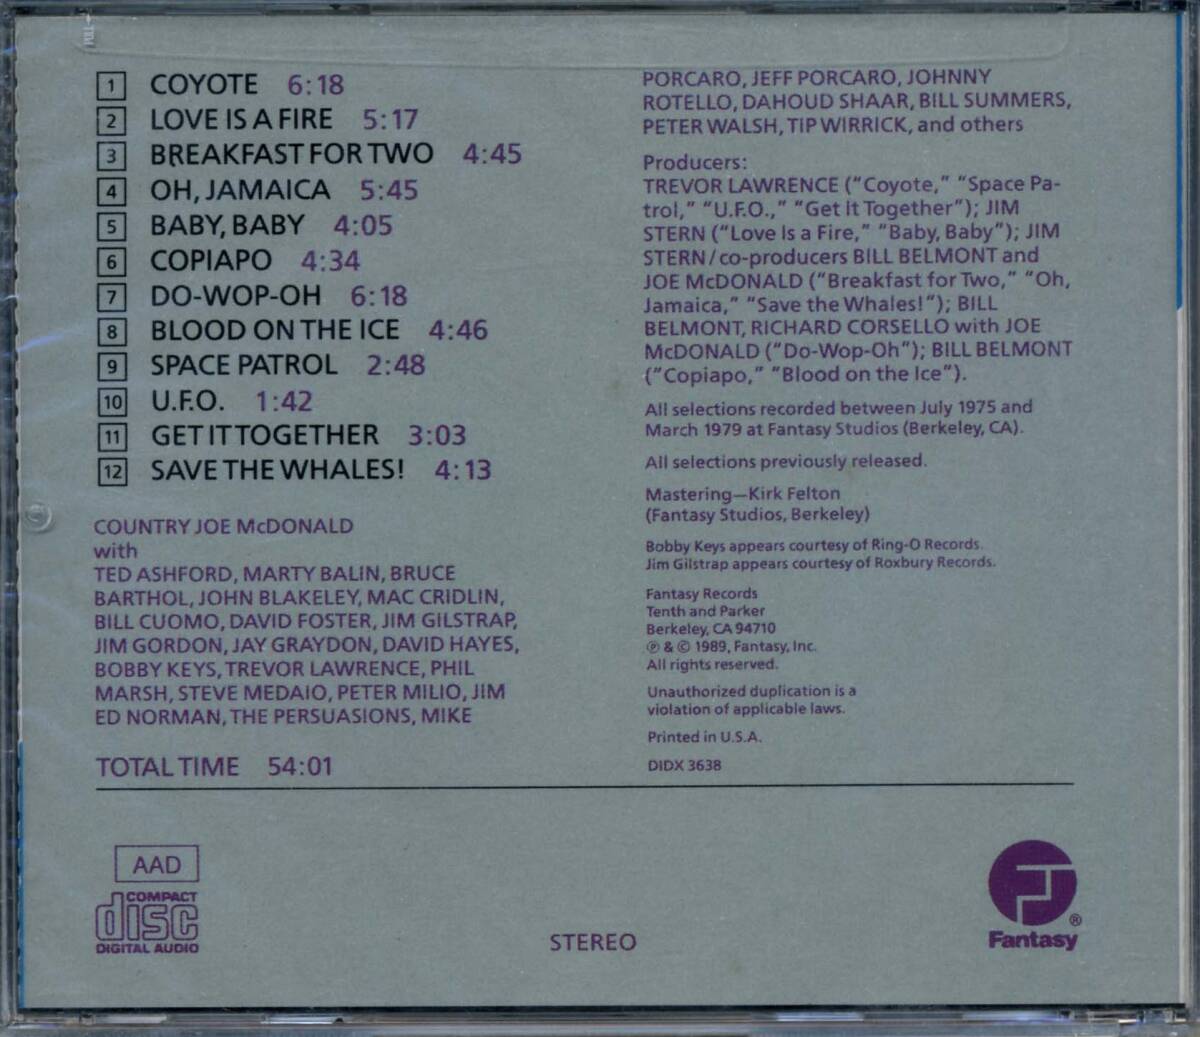 1 COYOTE 6:18
2 LOVE IS A FIRE 5:17
3 BREAKFAST FOR TWO 4:45
4 OH, JAMAICA 5:45
5 BABY, BABY 4:05
6 COPIAPO 4:34
7 DO-WOP-OH 6:18
8 BLOOD ON THE ICE 4:46
9 SPACE PATROL 2:48
10 U.F.O. 1:42
11 GET IT TOGETHER 3:03
12 SAVE THE WHALES! 4:13
COUNTRY JOE McDONALD
with
TED ASHFORD, MARTY BALIN, BRUCE
BARTHOL, JOHN BLAKELEY, MAC CRIDLIN,
BILL CUOMO, DAVID FOSTER, JIM GILSTRAP,
JIM GORDON, JAY GRAYDON, DAVID HAYES,
BOBBY KEYS, TREVOR LAWRENCE, PHIL
MARSH, STEVE MEDAIO, PETER MILIO, JIM
ED NORMAN, THE PERSUASIONS, MIKE
PORCARO, JEFF PORCARO, JOHNNY
ROTELLO, DAHOUD SHAAR, BILL SUMMERS,
PETER WALSH, TIP WIRRICK, and others
Producers:
TREVOR LAWRENCE ("Coyote," "Space Pa-
trol," "U.F.O.," "Get It Together"); JIM
STERN ("Love Is a Fire," "Baby, Baby"); JIM
STERN/co-producers BILL BELMONT and
JOE McDONALD ("Breakfast for Two," "Oh,
Jamaica," "Save the Whales!"); BILL
BELMONT, RICHARD CORSELLO with JOE
McDONALD ("Do-Wop-Oh"); BILL BELMONT
("Copiapo," "Blood on the Ice").
All selections recorded between July 1975 and
March 1979 at Fantasy Studios (Berkeley, CA).
All selections previously released.
Mastering—Kirk Felton
(Fantasy Studios, Berkeley)
Bobby Keys appears courtesy of Ring-O Records.
Jim Gilstrap appears courtesy of Roxbury Records.
Fantasy Records
Tenth and Parker
Berkeley, CA 94710
℗ & © 1989, Fantasy, Inc.
All rights reserved.
Unauthorized duplication is a
violation of applicable laws.
Printed in U.S.A.
DIDX 3638
TOTAL TIME 54:01
AAD
COMPACT
disc
DIGITAL AUDIO
STEREO
FJ
®
Fantasy